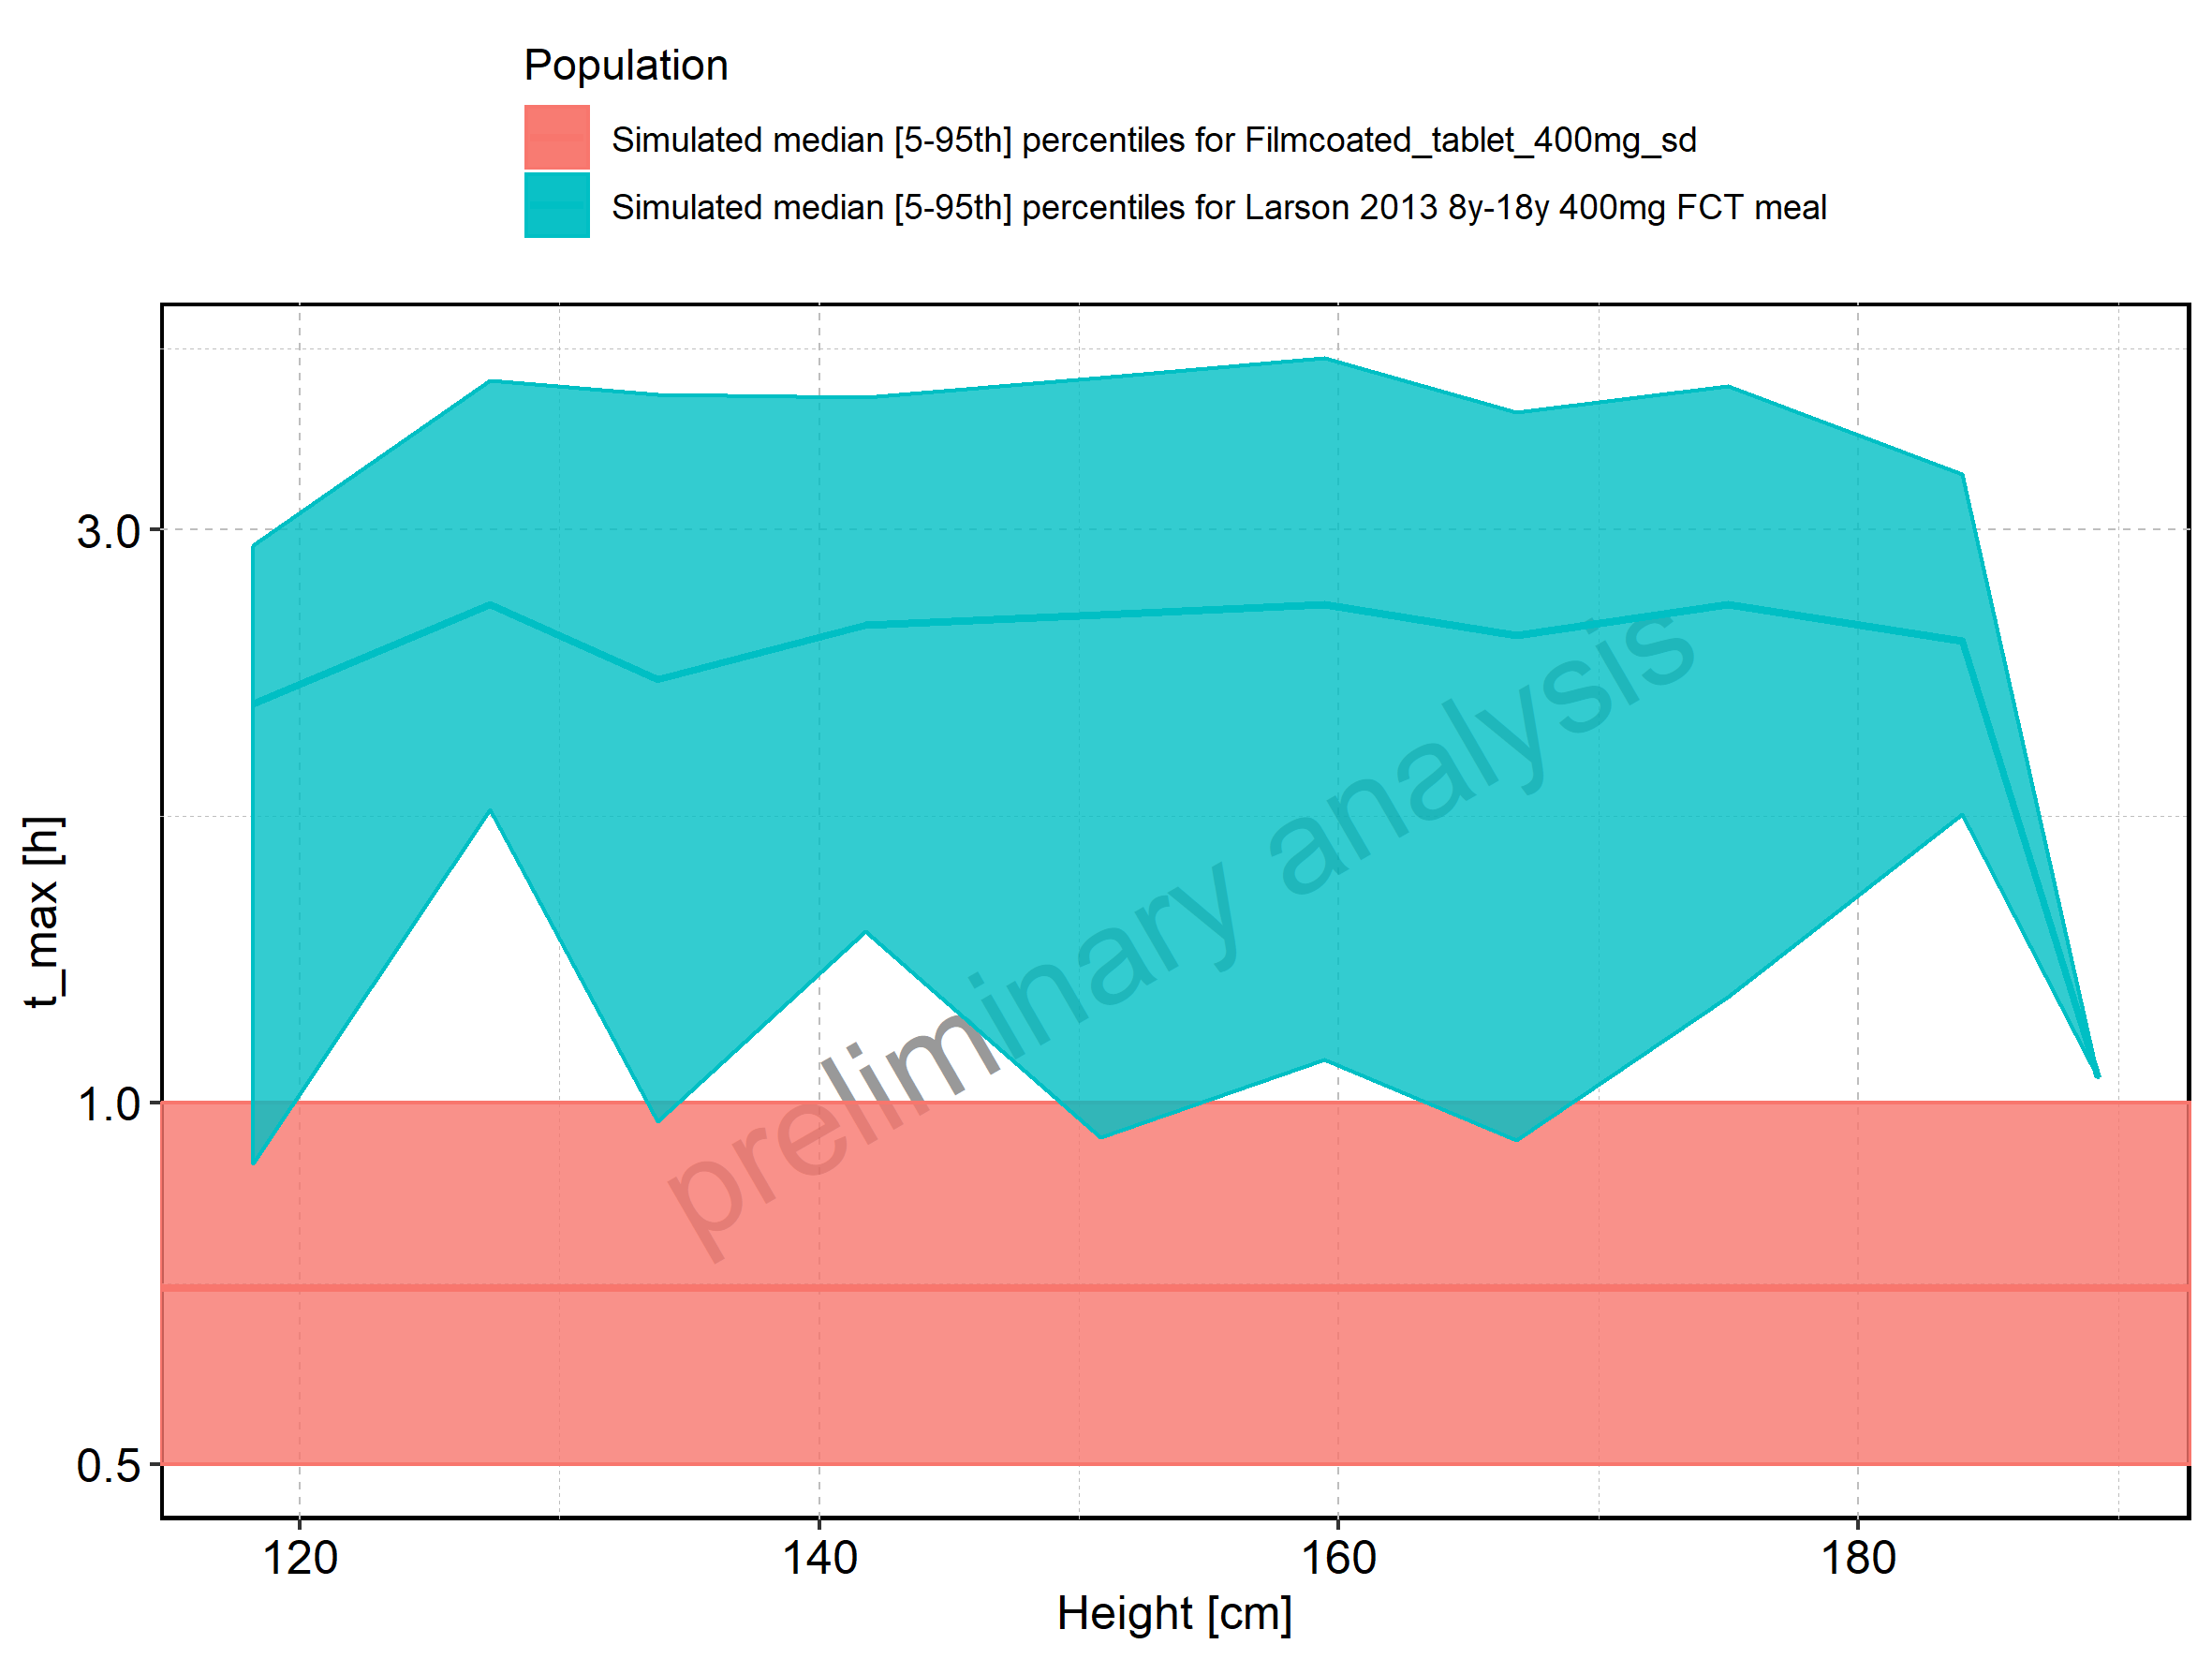 Population
Simulated median [5-95th] percentiles for Filmcoated_tablet_400mg_sd
Simulated median [5-95th] percentiles for Larson 2013 8y-18y 400mg FCT meal
3.0
1.0
0.5
t_max [h]
preliminary analysis
120 140 160 180
Height [cm]